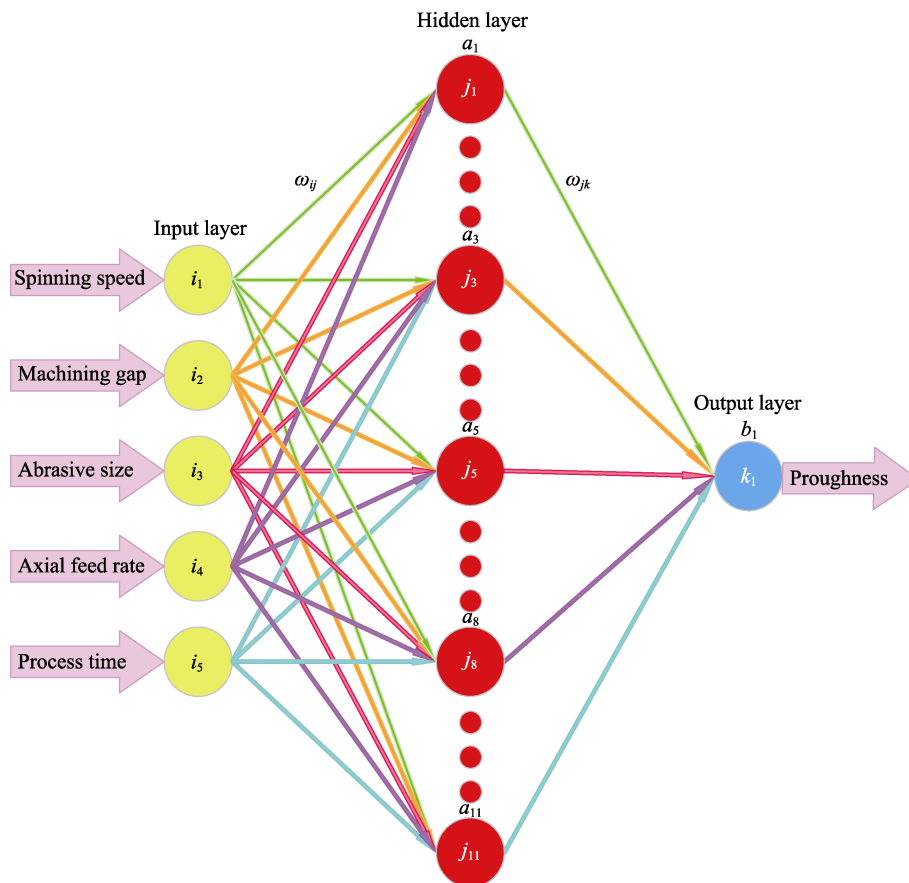 Hidden layer
a1
j1
ωij
ωjk
Input layer
a3
Spinning speed
i1
j3
Machining gap
i2
Output layer
a5
b1
Abrasive size
i3
j5
k1
Proughness
Axial feed rate
i4
a8
Process time
i5
j8
a11
j11